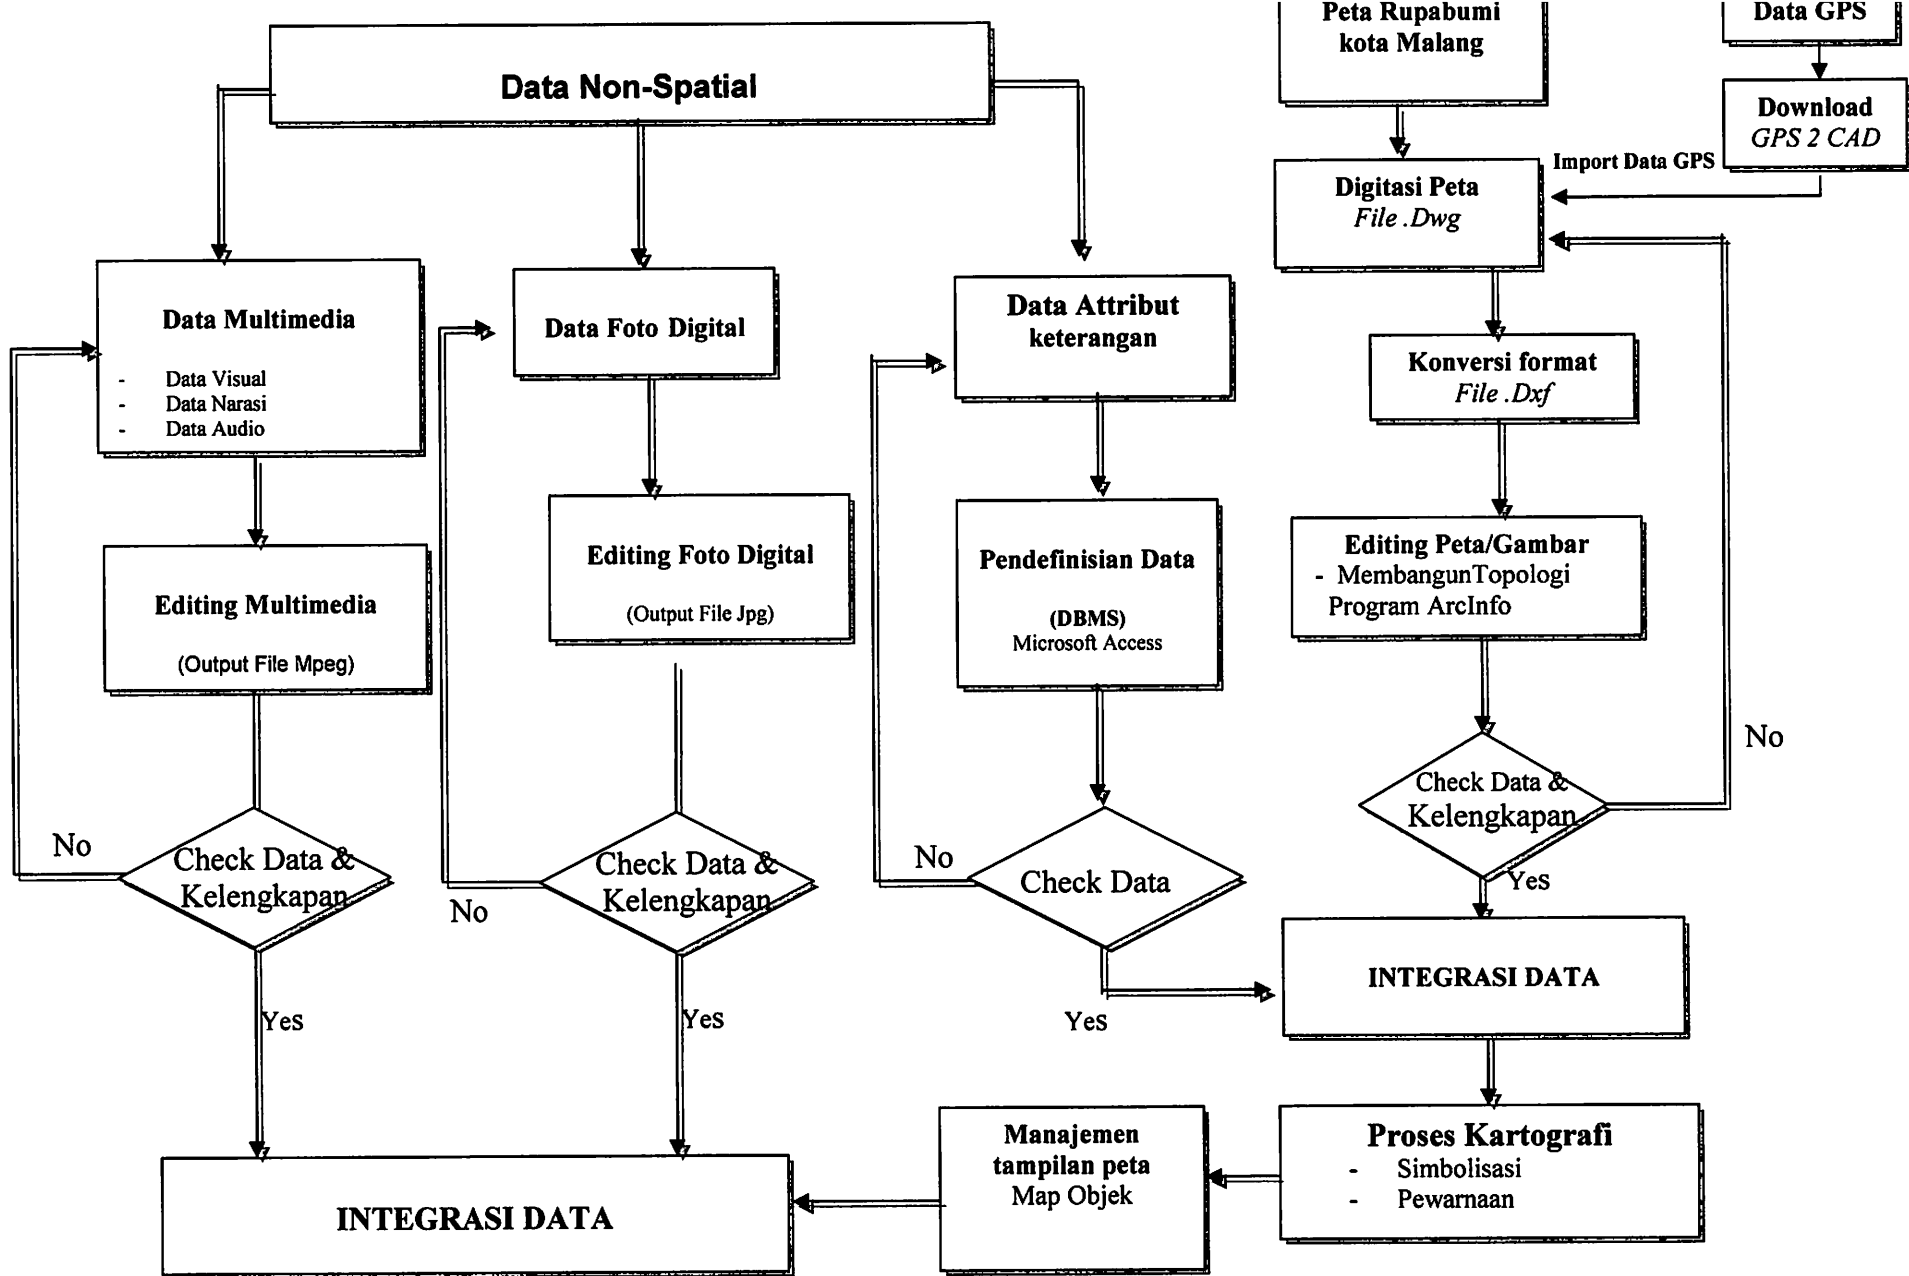 Data Non-Spatial
Peta Rupabumi
kota Malang
Data GPS
Download
GPS 2 CAD
Import Data GPS
Digitasi Peta
File .Dwg
Data Multimedia
- Data Visual
- Data Narasi
- Data Audio
Data Foto Digital
Data Attribut
keterangan
Konversi format
File .Dxf
Editing Multimedia
(Output File Mpeg)
Editing Foto Digital
(Output File Jpg)
Pendefinisian Data
(DBMS)
Microsoft Access
Editing Peta/Gambar
- MembangunTopologi
Program ArcInfo
No
Check Data &
Kelengkapan
No
Check Data &
Kelengkapan
No
Check Data
Check Data &
Kelengkapan
No
Yes
Yes
Yes
Yes
INTEGRASI DATA
Proses Kartografi
- Simbolisasi
- Pewarnaan
Manajemen
tampilan peta
Map Objek
INTEGRASI DATA